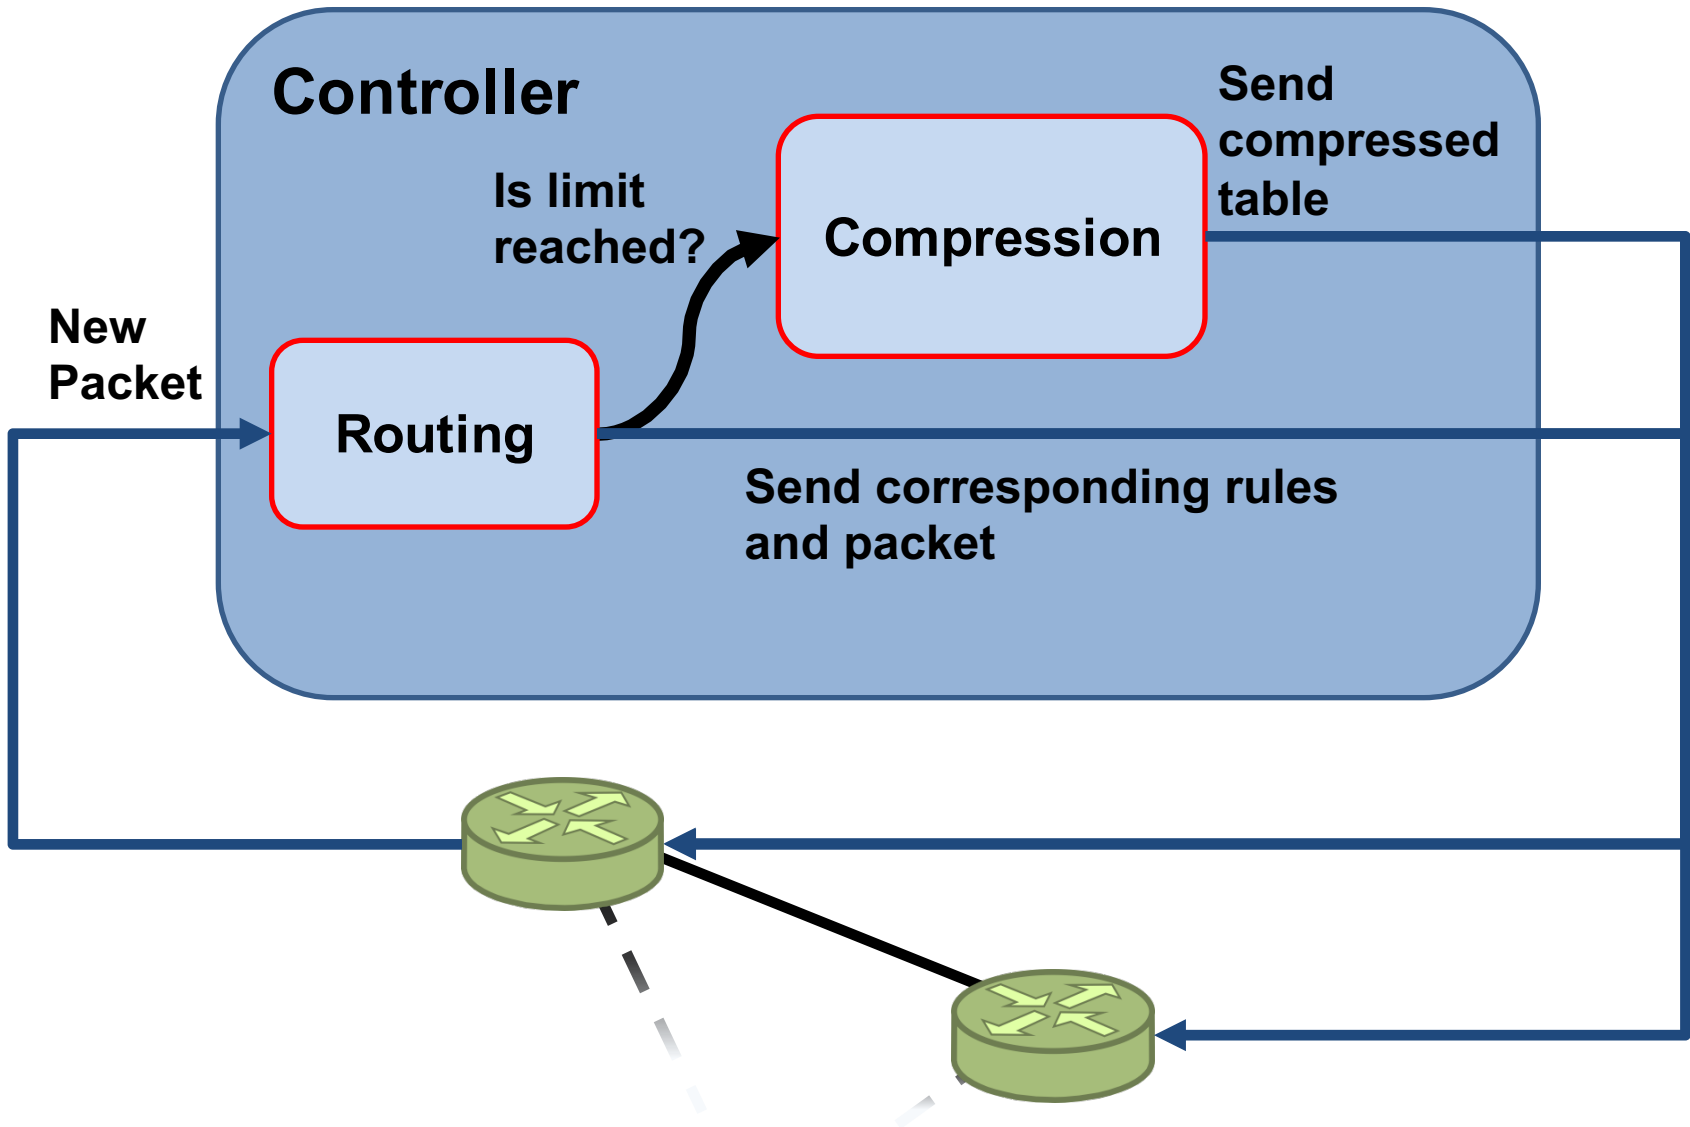 Controller
Send
compressed
table
Is limit
reached?
Compression
New
Packet
Routing
Send corresponding rules
and packet